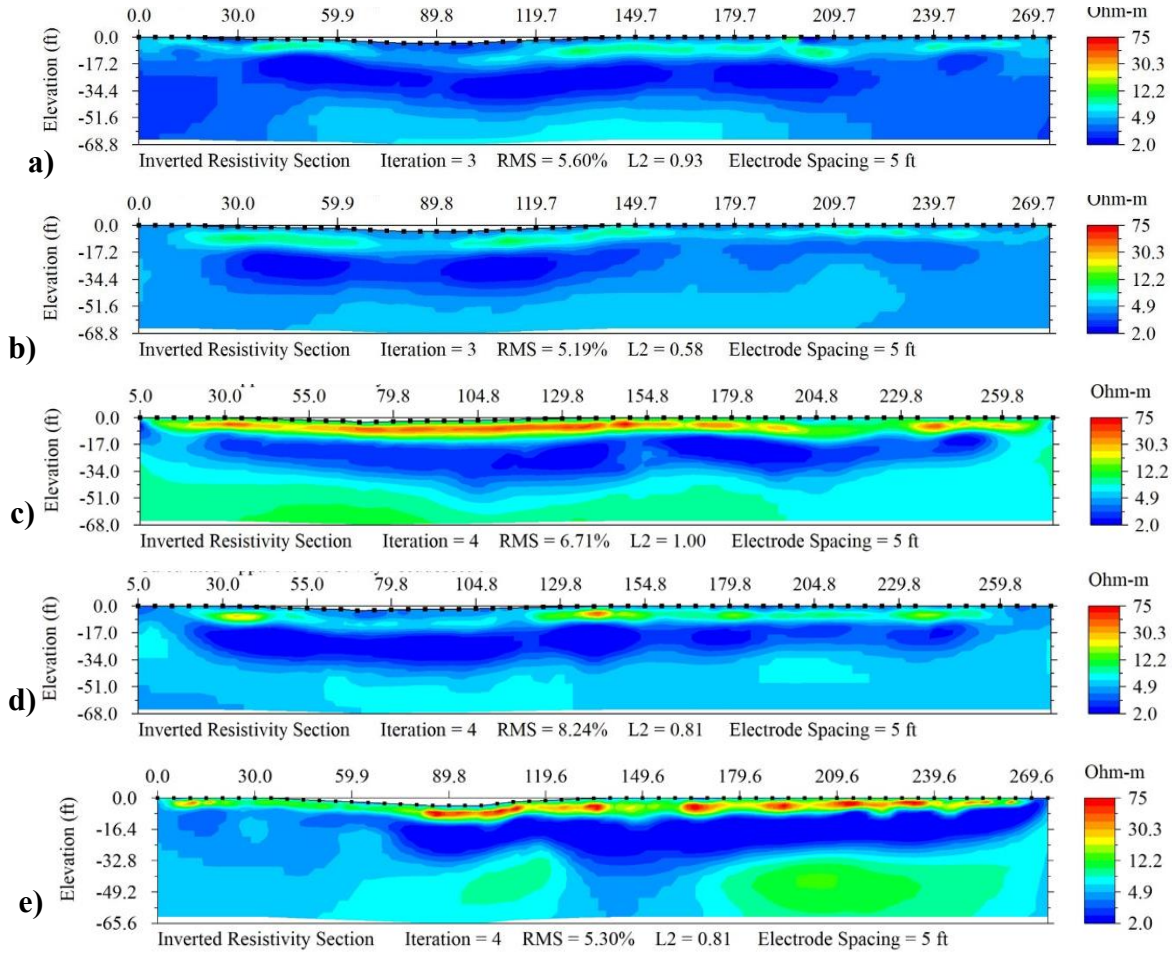 0.0 30.0 59.9 89.8 119.7 149.7 179.7 209.7 239.7 269.7
Ohm-m
Elevation (ft)
0.0
-17.2
-34.4
-51.6
-68.8
75
30.3
12.2
4.9
2.0
a)
Inverted Resistivity Section Iteration = 3 RMS = 5.60% L2 = 0.93 Electrode Spacing = 5 ft
0.0 30.0 59.9 89.8 119.7 149.7 179.7 209.7 239.7 269.7
Ohm-m
Elevation (ft)
0.0
-17.2
-34.4
-51.6
-68.8
75
30.3
12.2
4.9
2.0
b)
Inverted Resistivity Section Iteration = 3 RMS = 5.19% L2 = 0.58 Electrode Spacing = 5 ft
5.0 30.0 55.0 79.8 104.8 129.8 154.8 179.8 204.8 229.8 259.8
Ohm-m
Elevation (ft)
0.0
-17.0
-34.0
-51.0
-68.0
75
30.3
12.2
4.9
2.0
c)
Inverted Resistivity Section Iteration = 4 RMS = 6.71% L2 = 1.00 Electrode Spacing = 5 ft
5.0 30.0 55.0 79.8 104.8 129.8 154.8 179.8 204.8 229.8 259.8
Ohm-m
Elevation (ft)
0.0
-17.0
-34.0
-51.0
-68.0
75
30.3
12.2
4.9
2.0
d)
Inverted Resistivity Section Iteration = 4 RMS = 8.24% L2 = 0.81 Electrode Spacing = 5 ft
0.0 30.0 59.9 89.8 119.6 149.6 179.6 209.6 239.6 269.6
Ohm-m
Elevation (ft)
0.0
-16.4
-32.8
-49.2
-65.6
75
30.3
12.2
4.9
2.0
e)
Inverted Resistivity Section Iteration = 4 RMS = 5.30% L2 = 0.81 Electrode Spacing = 5 ft